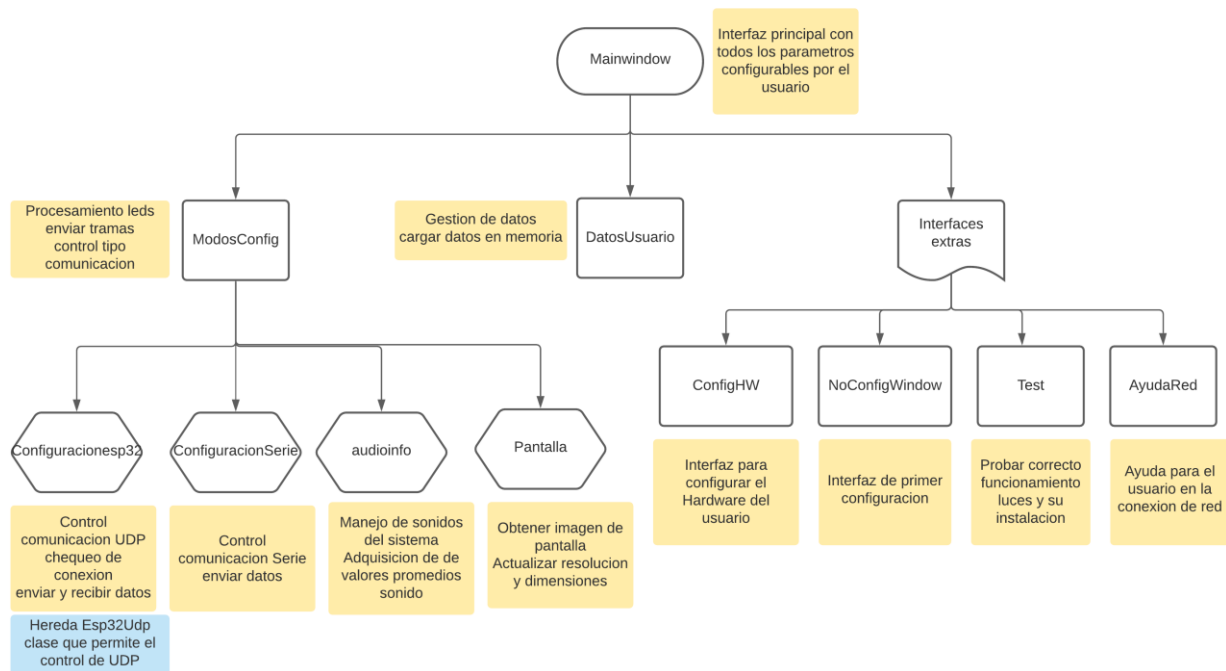 Mainwindow
Interfaz principal con
todos los parametros
configurables por el
usuario
Procesamiento leds
enviar tramas
control tipo
comunicacion
ModosConfig
Gestion de datos
cargar datos en memoria
DatosUsuario
Interfaces
extras
Configuracionesp32
ConfiguracionSerie
audioinfo
Pantalla
ConfigHW
NoConfigWindow
Test
AyudaRed
Control
comunicacion UDP
chequeo de
conexion
enviar y recibir datos
Hereda Esp32Udp
clase que permite el
control de UDP
Control
comunicacion Serie
enviar datos
Manejo de sonidos
del sistema
Adquisicion de de
valores promedios
sonido
Obtener imagen de
pantalla
Actualizar resolucion
y dimensiones
Interfaz para
configurar el
Hardware del
usuario
Interfaz de primer
configuracion
Probar correcto
funcionamiento
luces y su
instalacion
Ayuda para el
usuario en la
conexion de red